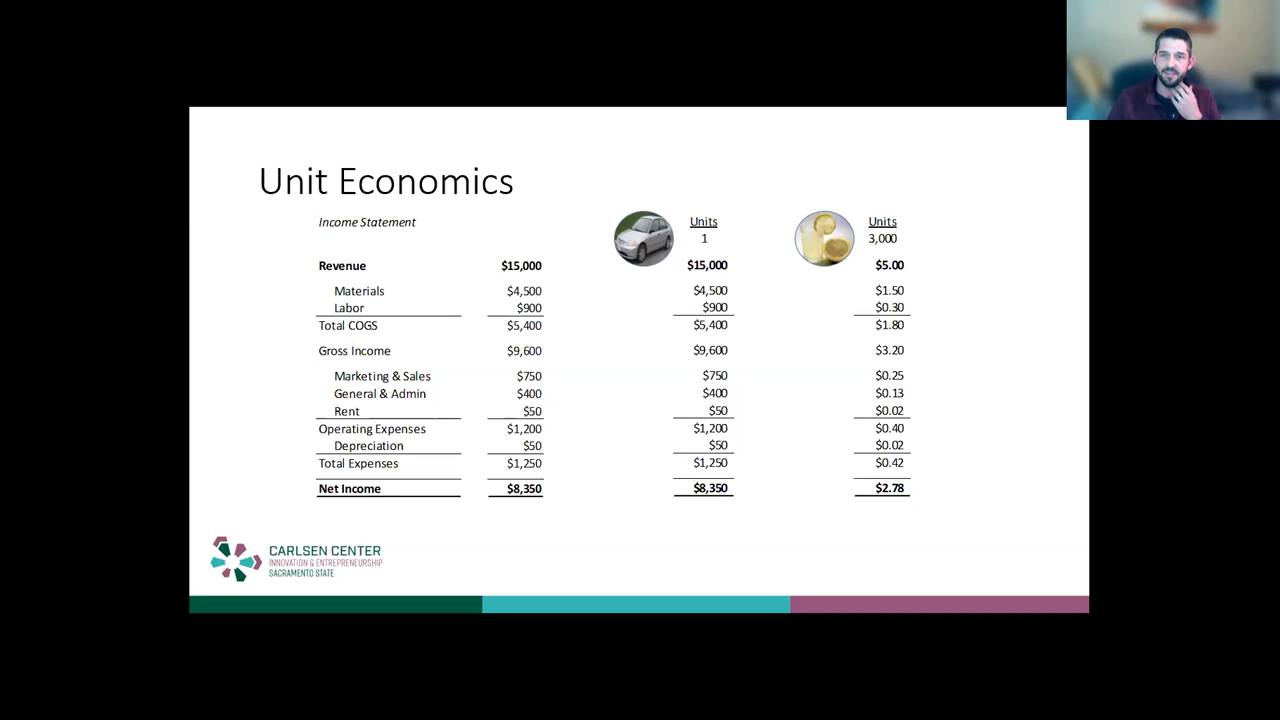 Unit Economics
Income Statement Units Units
1 3,000
Revenue $15,000 $15,000 $5.00
Materials $4,500 $4,500 $1.50
Labor $900 $900 $0.30
Total COGS $5,400 $5,400 $1.80
Gross Income $9,600 $9,600 $3.20
Marketing & Sales $750 $750 $0.25
General & Admin $400 $400 $0.13
Rent $50 $50 $0.02
Operating Expenses $1,200 $1,200 $0.40
Depreciation $50 $50 $0.02
Total Expenses $1,250 $1,250 $0.42
Net Income $8,350 $8,350 $2.78
CARLSEN CENTER
INNOVATION & ENTREPRENEURSHIP
SACRAMENTO STATE